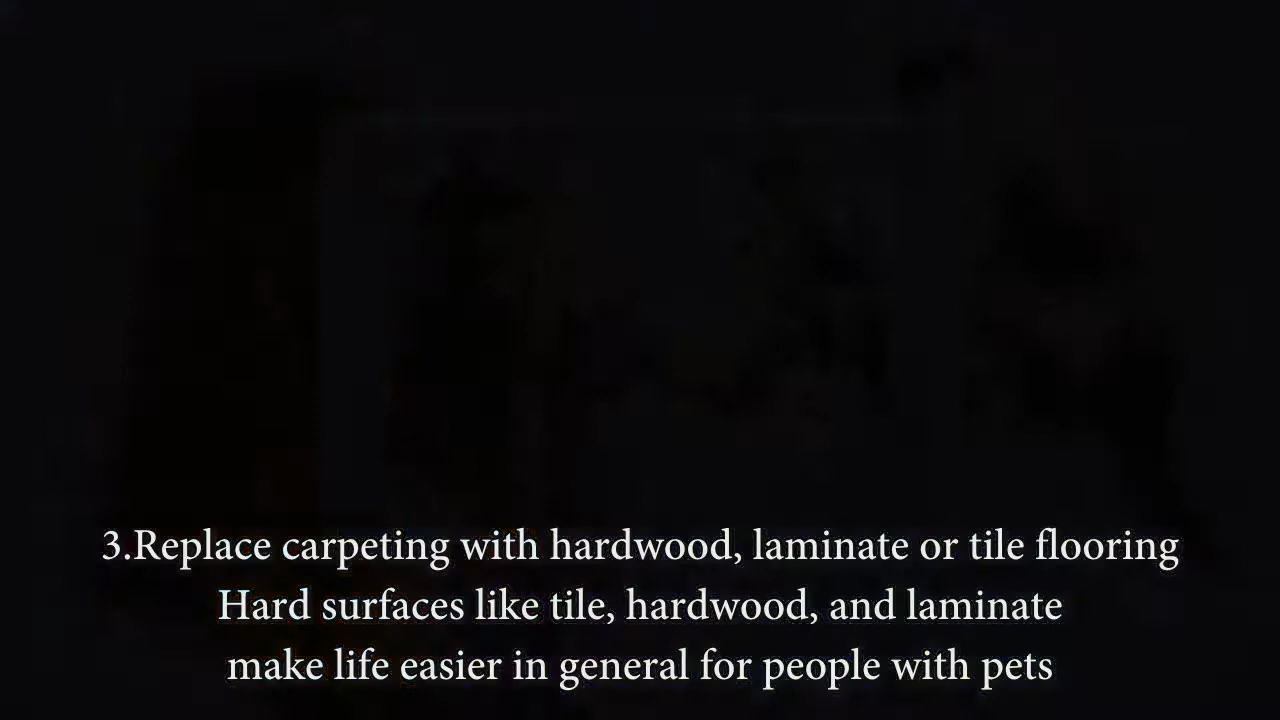 3.Replace carpeting with hardwood, laminate or tile flooring
Hard surfaces like tile, hardwood, and laminate
make life easier in general for people with pets